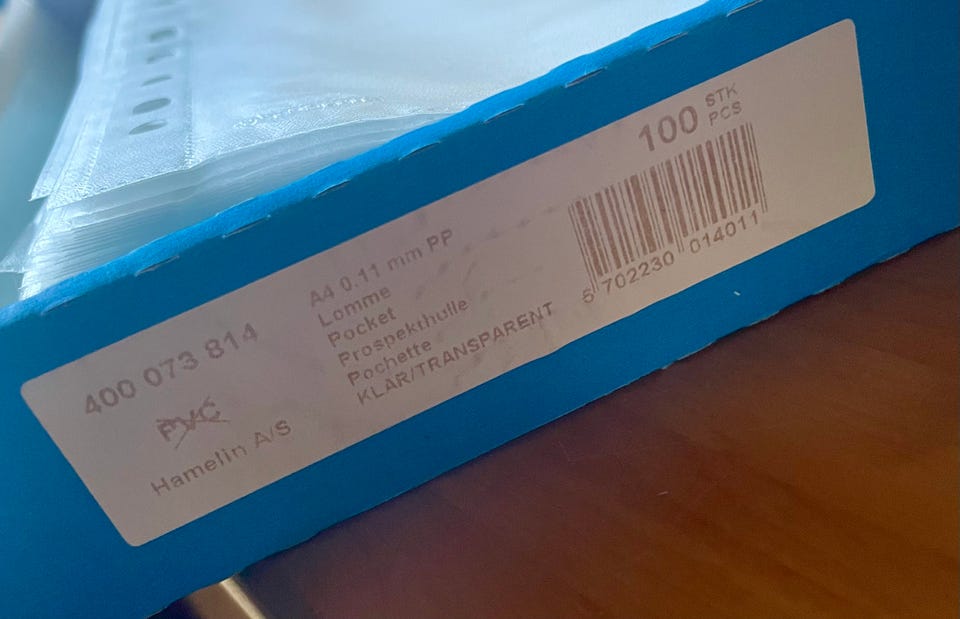 400 073 814
PVC
Hamelin A/S
A4 0.11 mm PP
Lomme
Pocket
Prospekthülle
Pochette
KLAR/TRANSPARENT
100 STK
PCS
5 702230 014011